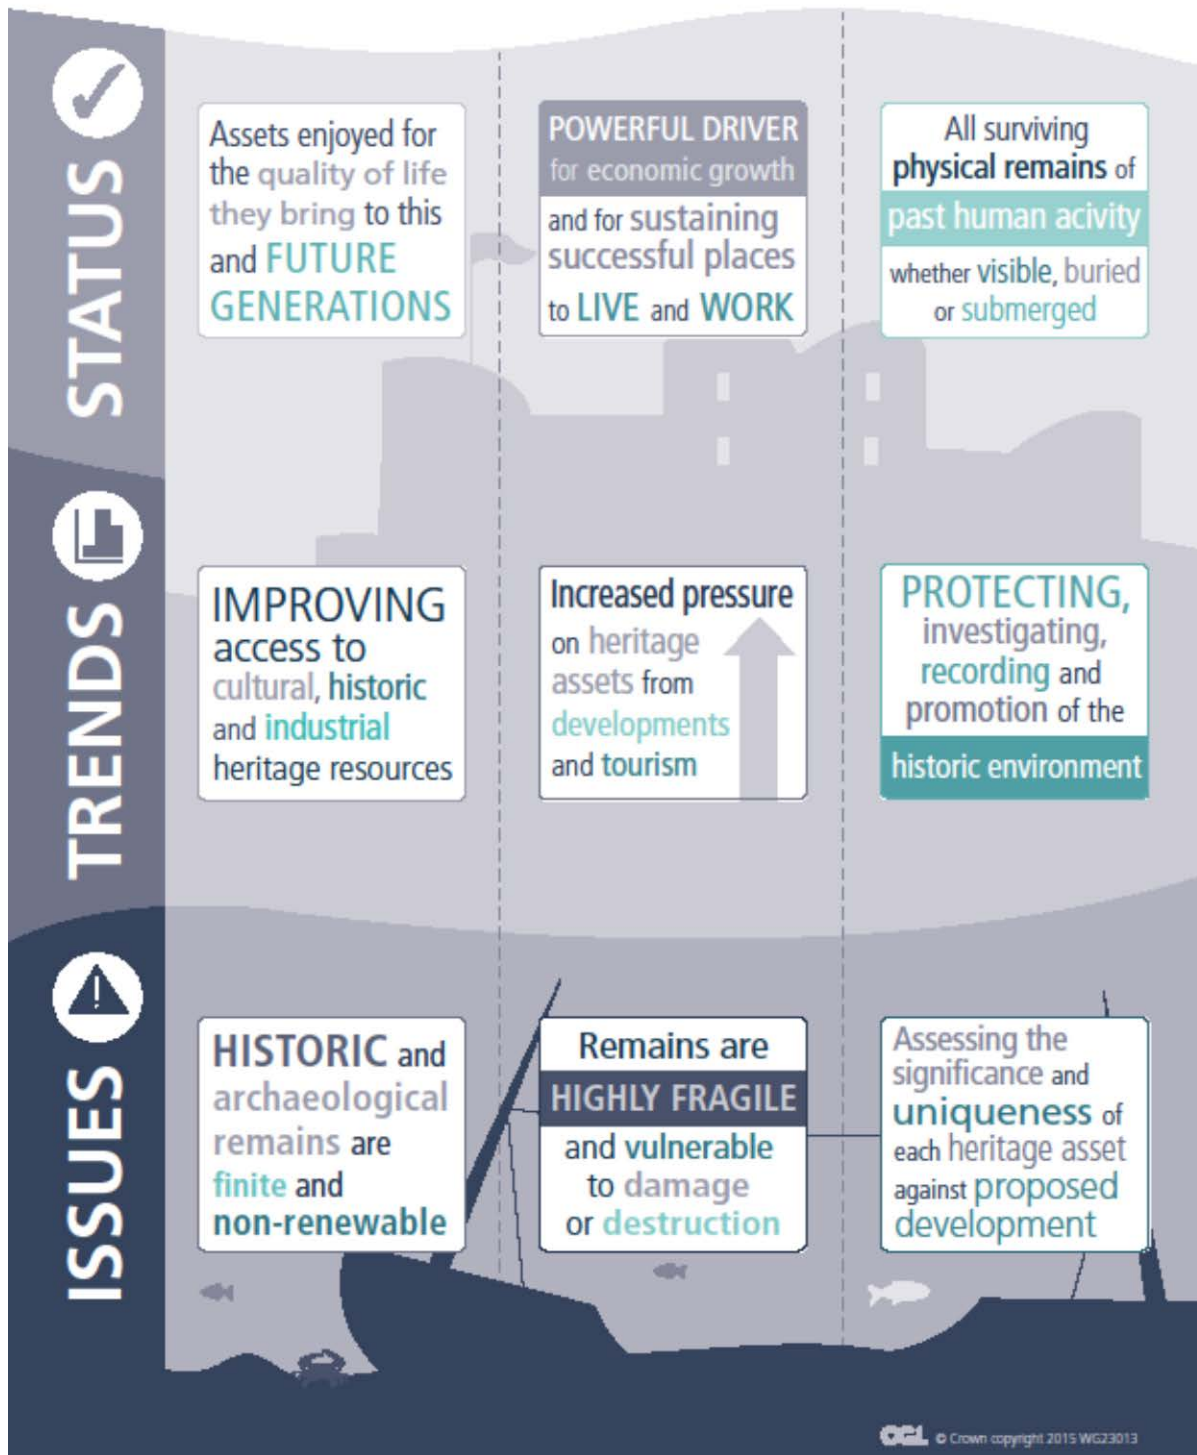 STATUS
Assets enjoyed for
the quality of life
they bring to this
and FUTURE
GENERATIONS
POWERFUL DRIVER
for economic growth
and for sustaining
successful places
to LIVE and WORK
All surviving
physical remains of
past human acivity
whether visible, buried
or submerged
TRENDS
IMPROVING
access to
cultural, historic
and industrial
heritage resources
Increased pressure
on heritage
assets from
developments
and tourism
PROTECTING,
investigating,
recording and
promotion of the
historic environment
ISSUES
HISTORIC and
archaeological
remains are
finite and
non-renewable
Remains are
HIGHLY FRAGILE
and vulnerable
to damage
or destruction
Assessing the
significance and
uniqueness of
each heritage asset
against proposed
development
OGL © Crown copyright 2015 WG23013